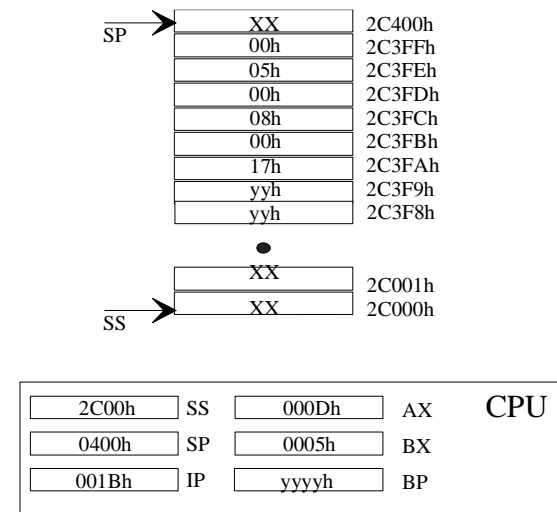 SP XX 2C400h
00h 2C3FFh
05h 2C3FEh
00h 2C3FDh
08h 2C3FCh
00h 2C3FBh
17h 2C3FAh
yyh 2C3F9h
yyh 2C3F8h
XX 2C001h
SS XX 2C000h
2C00h SS 000Dh AX CPU
0400h SP 0005h BX
001Bh IP yyyyh BP